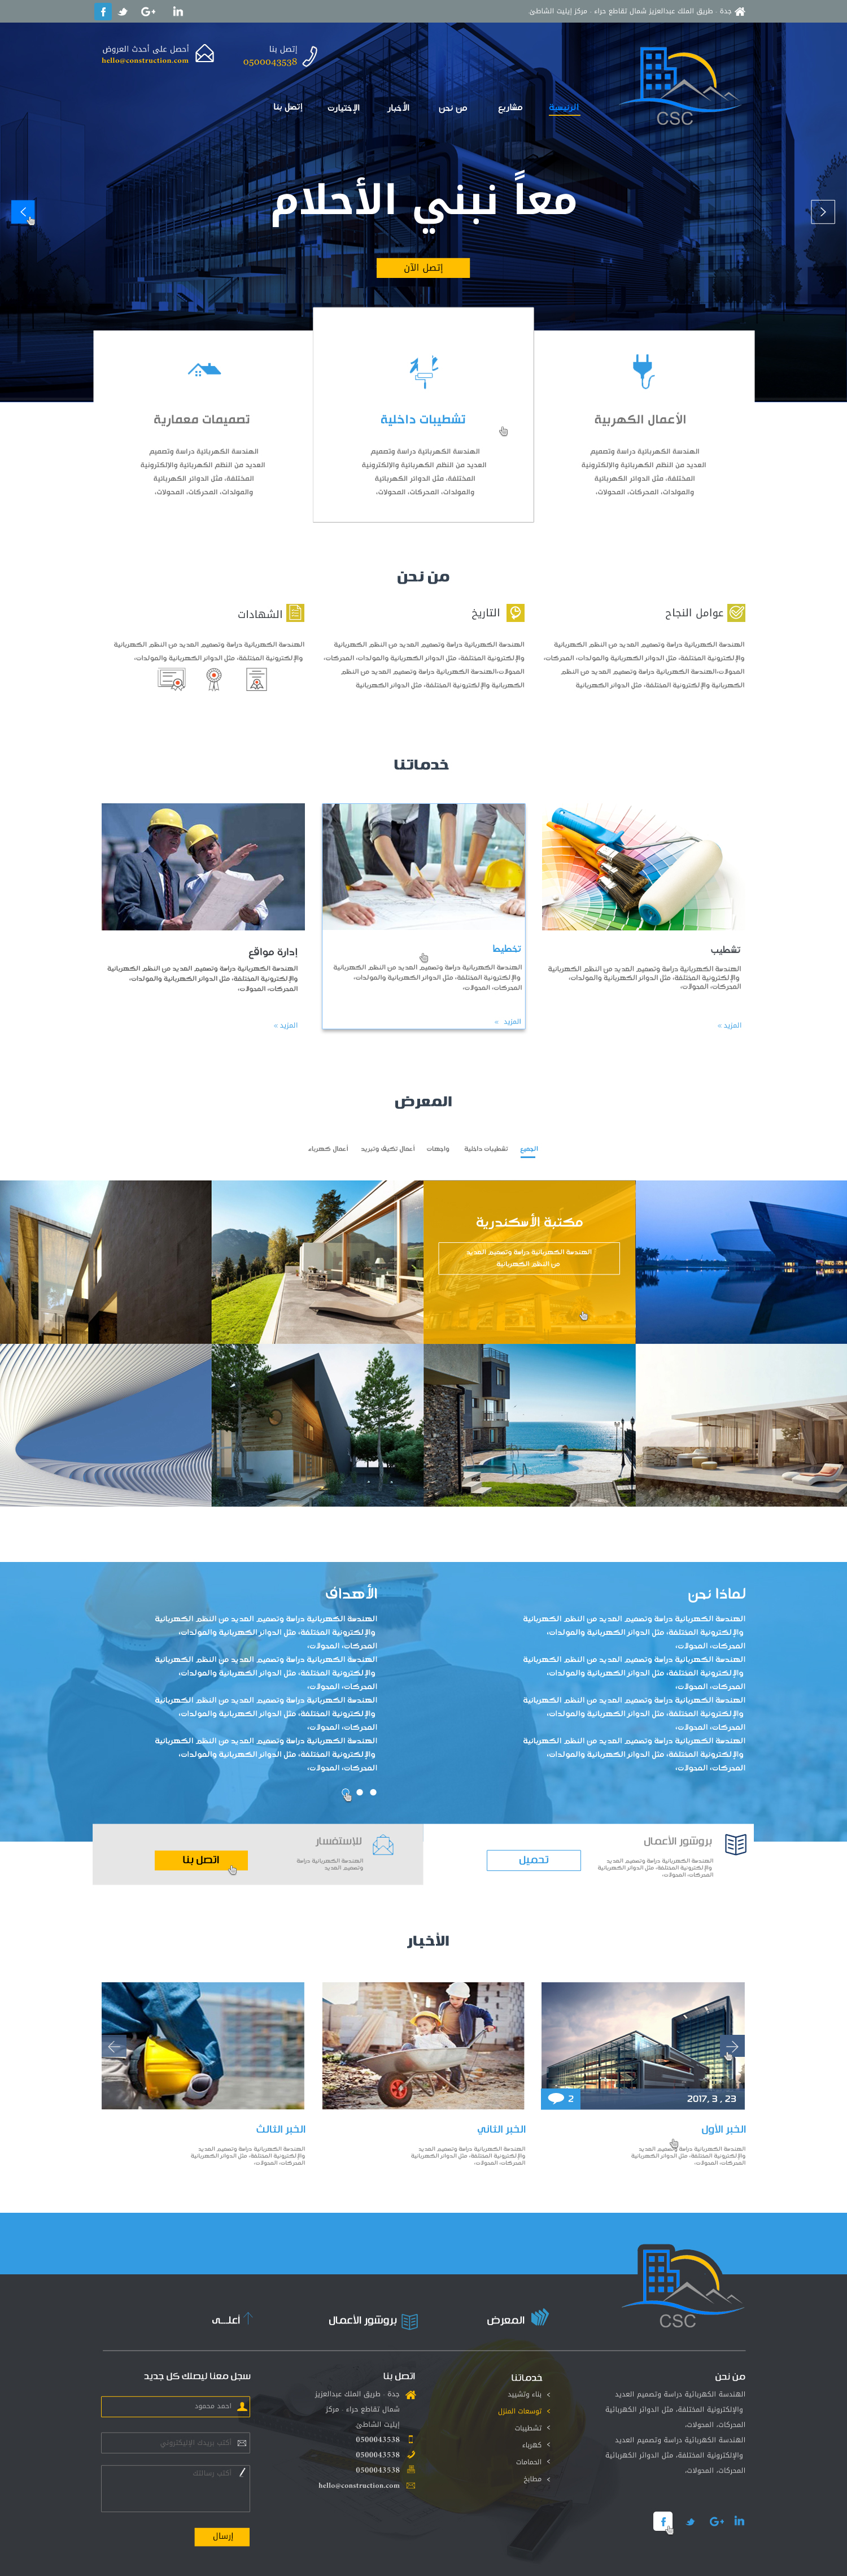 جدة - طريق الملك عبدالعزيز شمال تقاطع حراء - مركز إيليت الشاطئ
إتصل بنا
0500043538
أحصل على أحدث العروض
hello@construction.com
CSC
الرئيسية
مشاريع
من نحن
الأخبار
الإختيارت
إتصل بنا
معاً نبني الأحلام
إتصل الآن
الأعمال الكهربية
الهندسة الكهربائية دراسة وتصميم
العديد من النظم الكهربائية والإلكترونية
المختلفة، مثل الدوائر الكهربائية
والمولدات، المحركات، المحولات،
تشطيبات داخلية
الهندسة الكهربائية دراسة وتصميم
العديد من النظم الكهربائية والإلكترونية
المختلفة، مثل الدوائر الكهربائية
والمولدات، المحركات، المحولات،
تصميمات معمارية
الهندسة الكهربائية دراسة وتصميم
العديد من النظم الكهربائية والإلكترونية
المختلفة، مثل الدوائر الكهربائية
والمولدات، المحركات، المحولات،
من نحن
عوامل النجاح
الهندسة الكهربائية دراسة وتصميم العديد من النظم الكهربائية
والإلكترونية المختلفة، مثل الدوائر الكهربائية والمولدات، المحركات،
المحولات،الهندسة الكهربائية دراسة وتصميم العديد من النظم
الكهربائية والإلكترونية المختلفة، مثل الدوائر الكهربائية
التاريخ
الهندسة الكهربائية دراسة وتصميم العديد من النظم الكهربائية
والإلكترونية المختلفة، مثل الدوائر الكهربائية والمولدات، المحركات،
المحولات،الهندسة الكهربائية دراسة وتصميم العديد من النظم
الكهربائية والإلكترونية المختلفة، مثل الدوائر الكهربائية
الشهادات
الهندسة الكهربائية دراسة وتصميم العديد من النظم الكهربائية
والإلكترونية المختلفة، مثل الدوائر الكهربائية والمولدات،
خدماتنا
تشطيب
الهندسة الكهربائية دراسة وتصميم العديد من النظم الكهربائية
والإلكترونية المختلفة، مثل الدوائر الكهربائية والمولدات،
المحركات، المحولات،
المزيد »
تخطيط
الهندسة الكهربائية دراسة وتصميم العديد من النظم الكهربائية
والإلكترونية المختلفة، مثل الدوائر الكهربائية والمولدات،
المحركات، المحولات،
المزيد »
إدارة مواقع
الهندسة الكهربائية دراسة وتصميم العديد من النظم الكهربائية
والإلكترونية المختلفة، مثل الدوائر الكهربائية والمولدات،
المحركات، المحولات،
المزيد »
المعرض
الجميع
تشطيبات داخلية
واجهات
أعمال تكيف وتبريد
أعمال كهرباء
مكتبة الأسكندرية
الهندسة الكهربائية دراسة وتصميم العديد
من النظم الكهربائية
لماذا نحن
الهندسة الكهربائية دراسة وتصميم العديد من النظم الكهربائية
والإلكترونية المختلفة، مثل الدوائر الكهربائية والمولدات،
المحركات، المحولات،
الهندسة الكهربائية دراسة وتصميم العديد من النظم الكهربائية
والإلكترونية المختلفة، مثل الدوائر الكهربائية والمولدات،
المحركات، المحولات،
الهندسة الكهربائية دراسة وتصميم العديد من النظم الكهربائية
والإلكترونية المختلفة، مثل الدوائر الكهربائية والمولدات،
المحركات، المحولات،
الهندسة الكهربائية دراسة وتصميم العديد من النظم الكهربائية
والإلكترونية المختلفة، مثل الدوائر الكهربائية والمولدات،
المحركات، المحولات،
الأهداف
الهندسة الكهربائية دراسة وتصميم العديد من النظم الكهربائية
والإلكترونية المختلفة، مثل الدوائر الكهربائية والمولدات،
المحركات، المحولات،
الهندسة الكهربائية دراسة وتصميم العديد من النظم الكهربائية
والإلكترونية المختلفة، مثل الدوائر الكهربائية والمولدات،
المحركات، المحولات،
الهندسة الكهربائية دراسة وتصميم العديد من النظم الكهربائية
والإلكترونية المختلفة، مثل الدوائر الكهربائية والمولدات،
المحركات، المحولات،
الهندسة الكهربائية دراسة وتصميم العديد من النظم الكهربائية
والإلكترونية المختلفة، مثل الدوائر الكهربائية والمولدات،
المحركات، المحولات،
بروشور الأعمال
الهندسة الكهربائية دراسة وتصميم العديد
والإلكترونية المختلفة، مثل الدوائر الكهربائية
المحركات، المحولات،
تحميل
للإستفسار
الهندسة الكهربائية دراسة
وتصميم العديد
اتصل بنا
الأخبار
2
2017, 3 , 23
الخبر الأول
الهندسة الكهربائية دراسة وتصميم العديد
والإلكترونية المختلفة، مثل الدوائر الكهربائية
المحركات، المحولات،
الخبر الثاني
الهندسة الكهربائية دراسة وتصميم العديد
والإلكترونية المختلفة، مثل الدوائر الكهربائية
المحركات، المحولات،
الخبر الثالث
الهندسة الكهربائية دراسة وتصميم العديد
والإلكترونية المختلفة، مثل الدوائر الكهربائية
المحركات، المحولات،
CSC
المعرض
بروشور الأعمال
أعلــى
من نحن
الهندسة الكهربائية دراسة وتصميم العديد
والإلكترونية المختلفة، مثل الدوائر الكهربائية
المحركات، المحولات،
الهندسة الكهربائية دراسة وتصميم العديد
والإلكترونية المختلفة، مثل الدوائر الكهربائية
المحركات، المحولات،
خدماتنا
بناء وتشييد
توسعات المنزل
تشطيبات
كهرباء
الحمامات
مطابخ
اتصل بنا
جدة - طريق الملك عبدالعزيز
شمال تقاطع حراء - مركز
إيليت الشاطئ
0500043538
0500043538
0500043538
hello@construction.com
سجل معنا ليصلك كل جديد
احمد محمود
أكتب بريدك الإليكتروني
أكتب رسالتك
إرسال